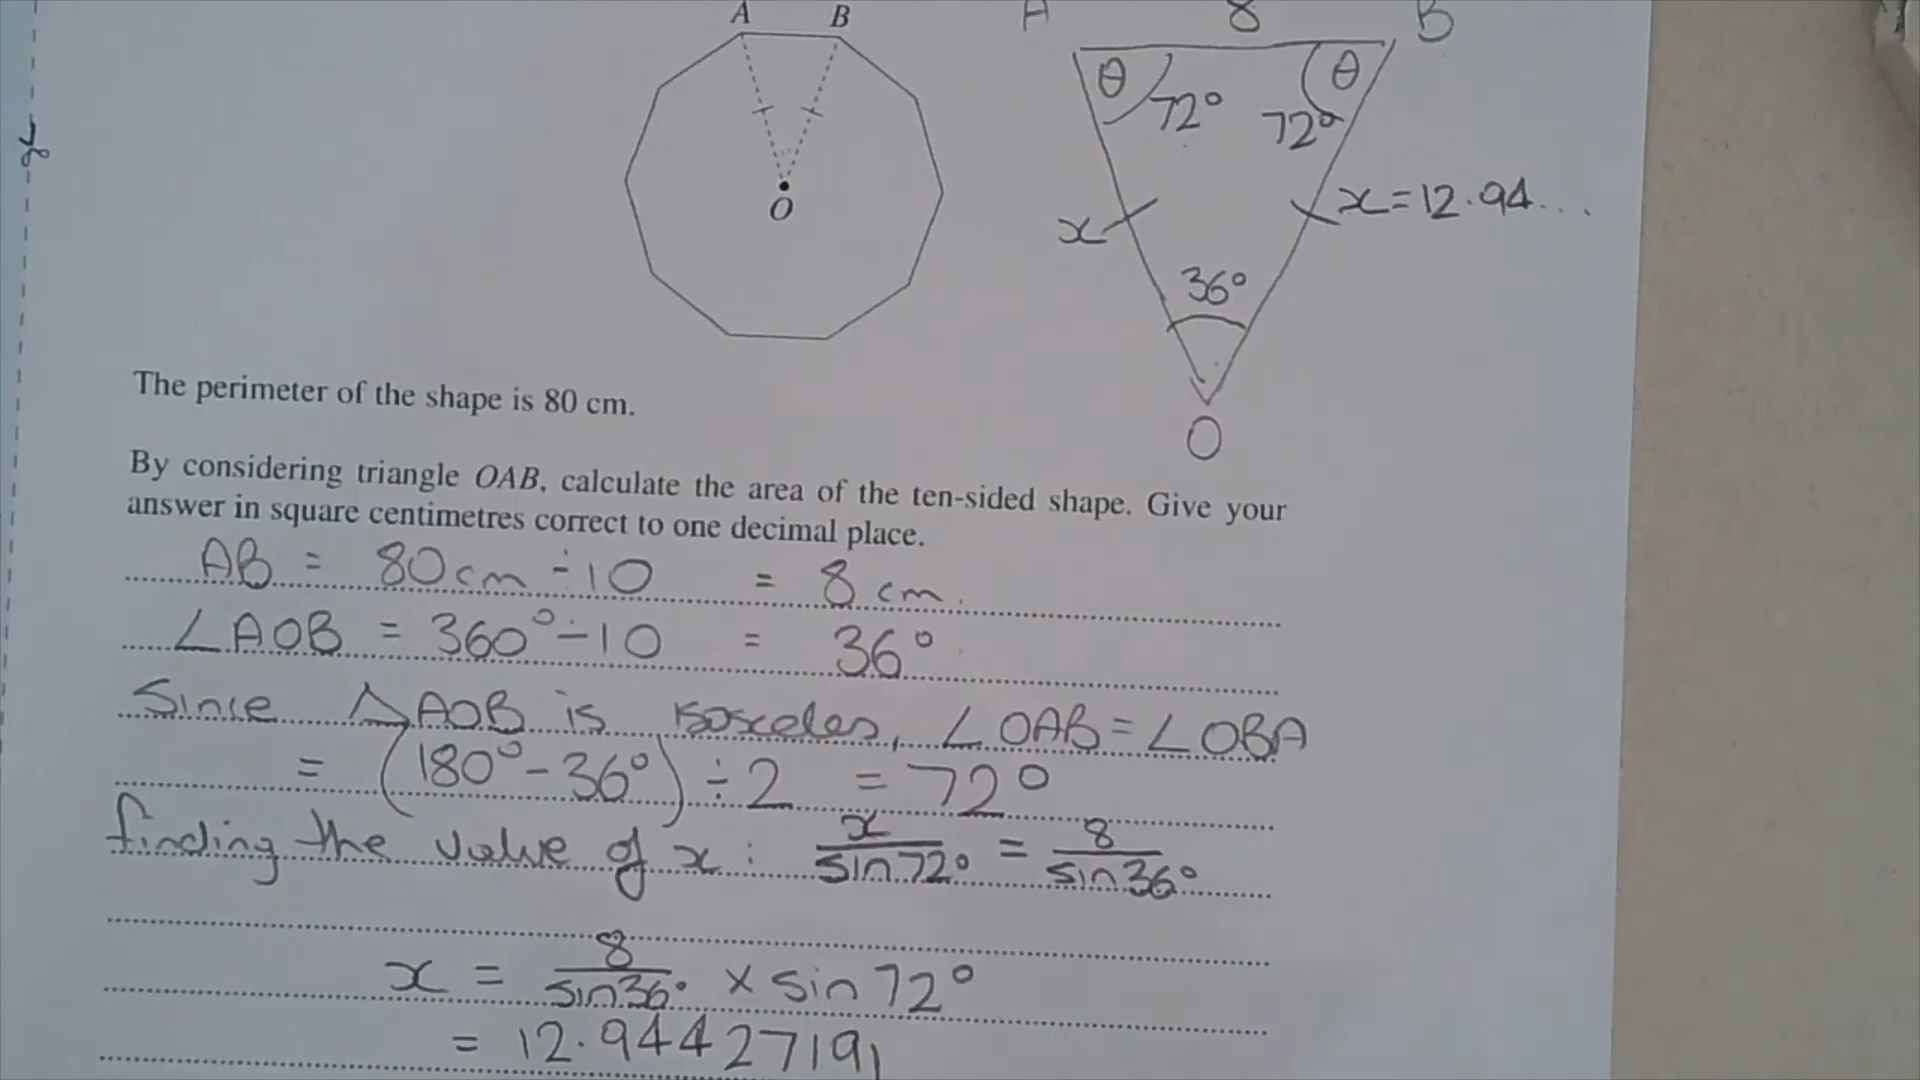 A B
A 8 B
θ θ
72° 72°
x x=12.94...
36°
O
O
The perimeter of the shape is 80 cm.
By considering triangle OAB, calculate the area of the ten-sided shape. Give your
answer in square centimetres correct to one decimal place.
AB = 80cm ÷10 = 8 cm.
∠AOB = 360°÷10 = 36°
Since △AOB is isosceles, ∠OAB=∠OBA
= (180°-36°) ÷2 = 72°
finding the value of x: x/sin72° = 8/sin36°
x = 8/sin36° × sin72°
= 12.94427191